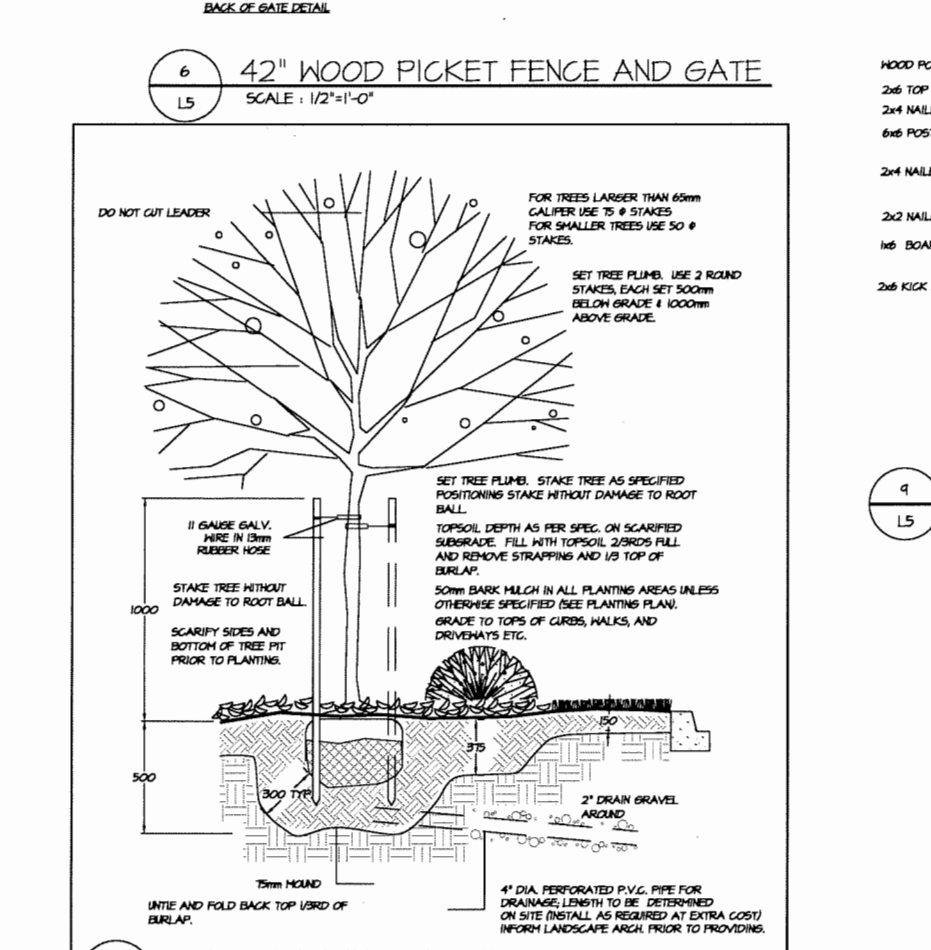 BACK OF GATE DETAIL
6
L5
42" WOOD PICKET FENCE AND GATE
SCALE : 1/2"=1'-0"
DO NOT CUT LEADER
FOR TREES LARGER THAN 65mm
CALIPER USE 75 ϕ STAKES
FOR SMALLER TREES USE 50 ϕ
STAKES.
SET TREE PLUMB. USE 2 ROUND
STAKES, EACH SET 500mm
BELOW GRADE & 1000mm
ABOVE GRADE.
11 GAUGE GALV.
WIRE IN 13mm
RUBBER HOSE
STAKE TREE WITHOUT
DAMAGE TO ROOT BALL.
SCARIFY SIDES AND
BOTTOM OF TREE PIT
PRIOR TO PLANTING.
1000
500
SET TREE PLUMB. STAKE TREE AS SPECIFIED
POSITIONING STAKE WITHOUT DAMAGE TO ROOT
BALL
TOPSOIL DEPTH AS PER SPEC. ON SCARIFIED
SUBGRADE. FILL WITH TOPSOIL 2/3RDS FULL
AND REMOVE STRAPPING AND 1/3 TOP OF
BURLAP.
50mm BARK MULCH IN ALL PLANTING AREAS UNLESS
OTHERWISE SPECIFIED (SEE PLANTING PLAN).
GRADE TO TOPS OF CURBS, WALKS, AND
DRIVEWAYS ETC.
150
375
300 TYP.
2" DRAIN GRAVEL
AROUND
75mm MOUND
UNTIE AND FOLD BACK TOP 1/3RD OF
BURLAP.
4" DIA. PERFORATED P.V.C. PIPE FOR
DRAINAGE; LENGTH TO BE DETERMINED
ON SITE (INSTALL AS REQUIRED AT EXTRA COST)
INFORM LANDSCAPE ARCH. PRIOR TO PROVIDING.
WOOD PO
2x6 TOP
2x4 NAIL
6x6 POS
2x4 NAIL
2x2 NAIL
1x6 BOA
2x6 KICK
9
L5